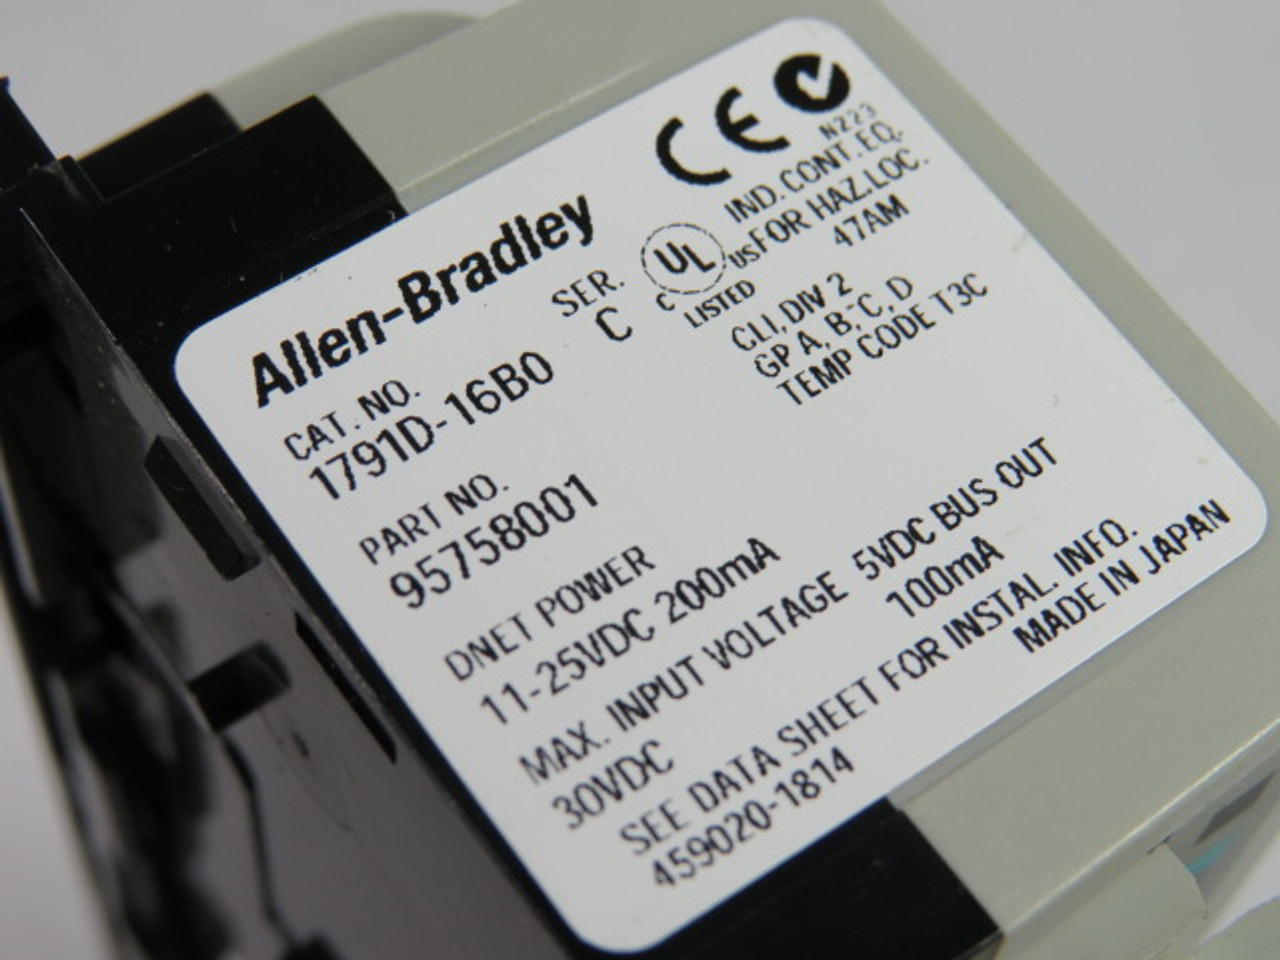 Allen-Bradley
CE
N223
CAT. NO. SER.
1791D-16B0 C
C UL US
LISTED
IND. CONT. EQ.
FOR HAZ.LOC.
47AM
CL I, DIV 2
GP A, B, C, D
TEMP CODE T3C
PART NO.
95758001
DNET POWER
11-25VDC 200mA
MAX. INPUT VOLTAGE
30VDC
5VDC BUS OUT
100mA
SEE DATA SHEET FOR INSTAL. INFO.
459020-1814
MADE IN JAPAN